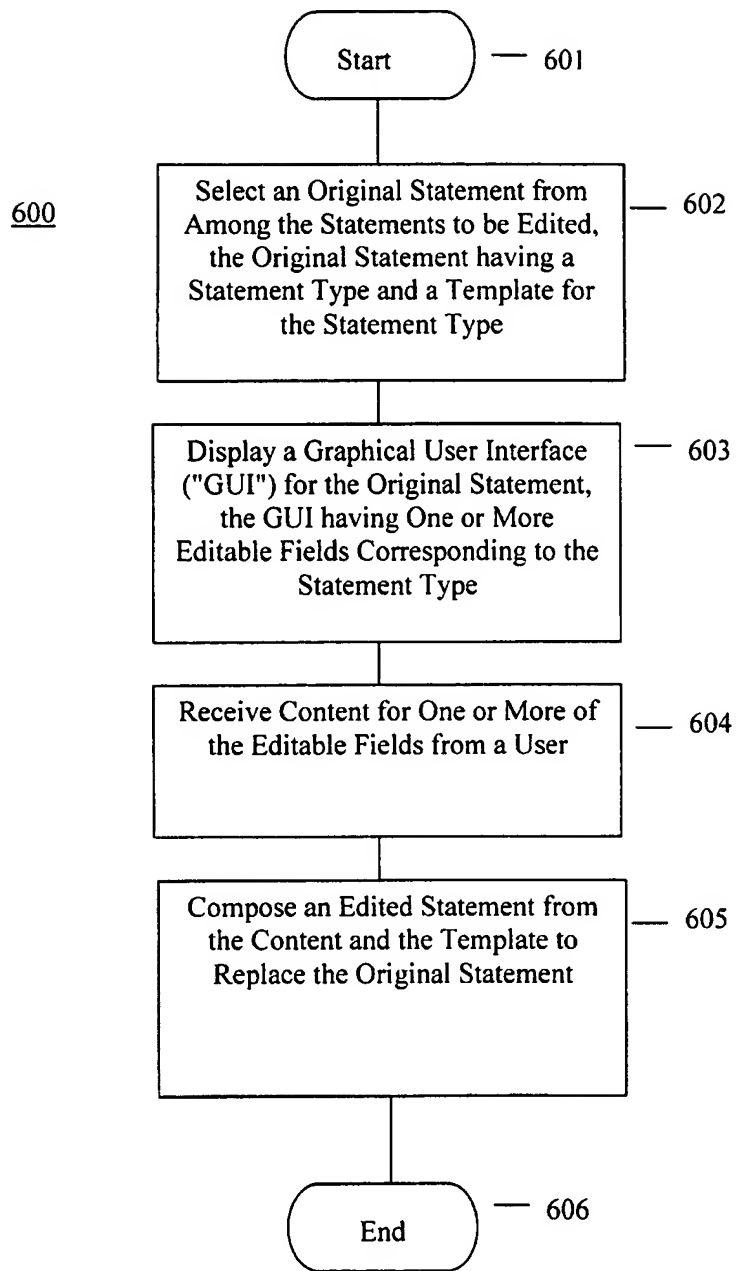 Start
601
600
Select an Original Statement from
Among the Statements to be Edited,
the Original Statement having a
Statement Type and a Template for
the Statement Type
602
Display a Graphical User Interface
("GUI") for the Original Statement,
the GUI having One or More
Editable Fields Corresponding to the
Statement Type
603
Receive Content for One or More of
the Editable Fields from a User
604
Compose an Edited Statement from
the Content and the Template to
Replace the Original Statement
605
End
606